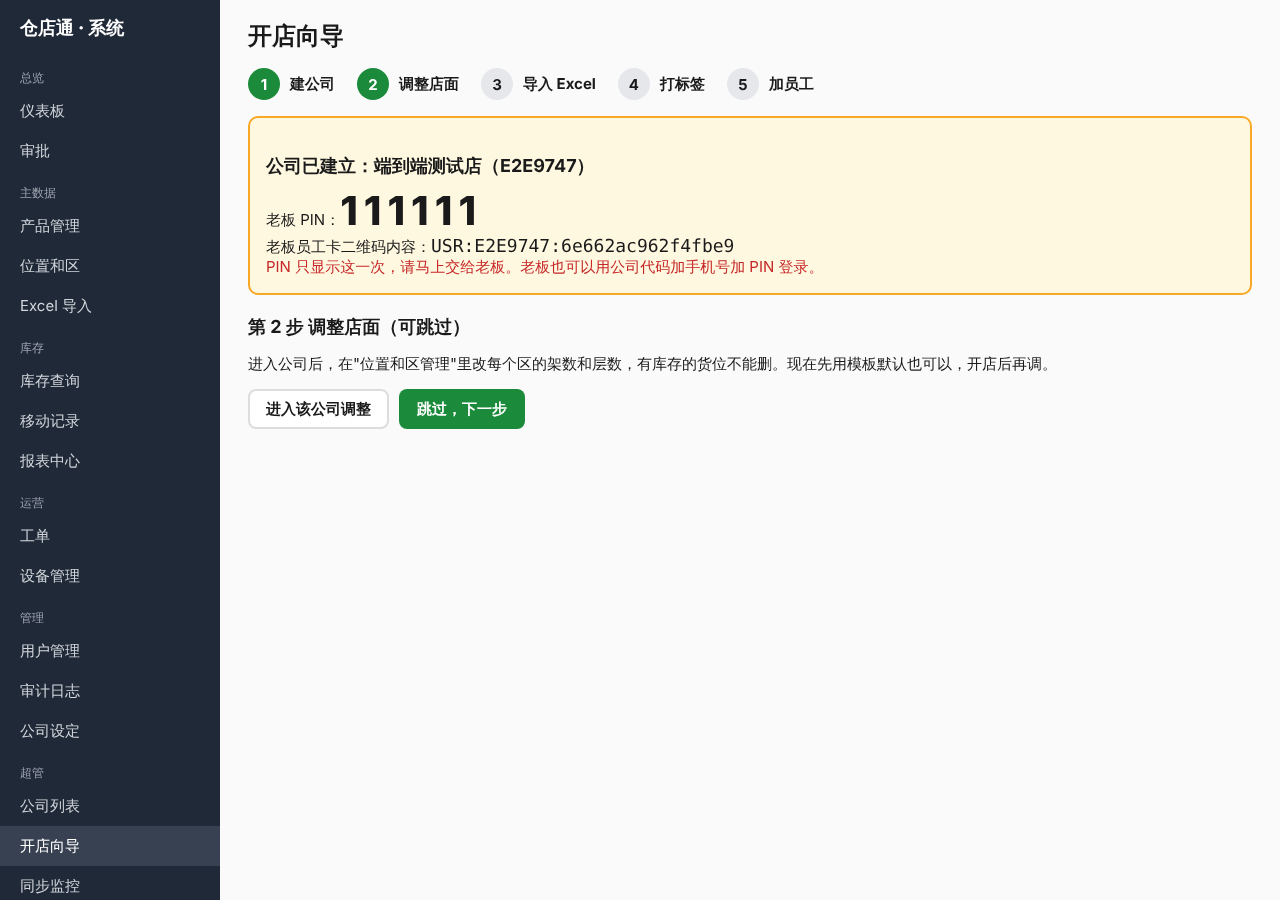 仓店通 · 系统
总览
仪表板
审批
主数据
产品管理
位置和区
Excel 导入
库存
库存查询
移动记录
报表中心
运营
工单
设备管理
管理
用户管理
审计日志
公司设定
超管
公司列表
开店向导
同步监控
开店向导
1 建公司 2 调整店面 3 导入 Excel 4 打标签 5 加员工
公司已建立：端到端测试店（E2E9747）
老板 PIN：111111
老板员工卡二维码内容：USR:E2E9747:6e662ac962f4fbe9
PIN 只显示这一次，请马上交给老板。老板也可以用公司代码加手机号加 PIN 登录。
第 2 步 调整店面（可跳过）
进入公司后，在"位置和区管理"里改每个区的架数和层数，有库存的货位不能删。现在先用模板默认也可以，开店后再调。
进入该公司调整 跳过，下一步